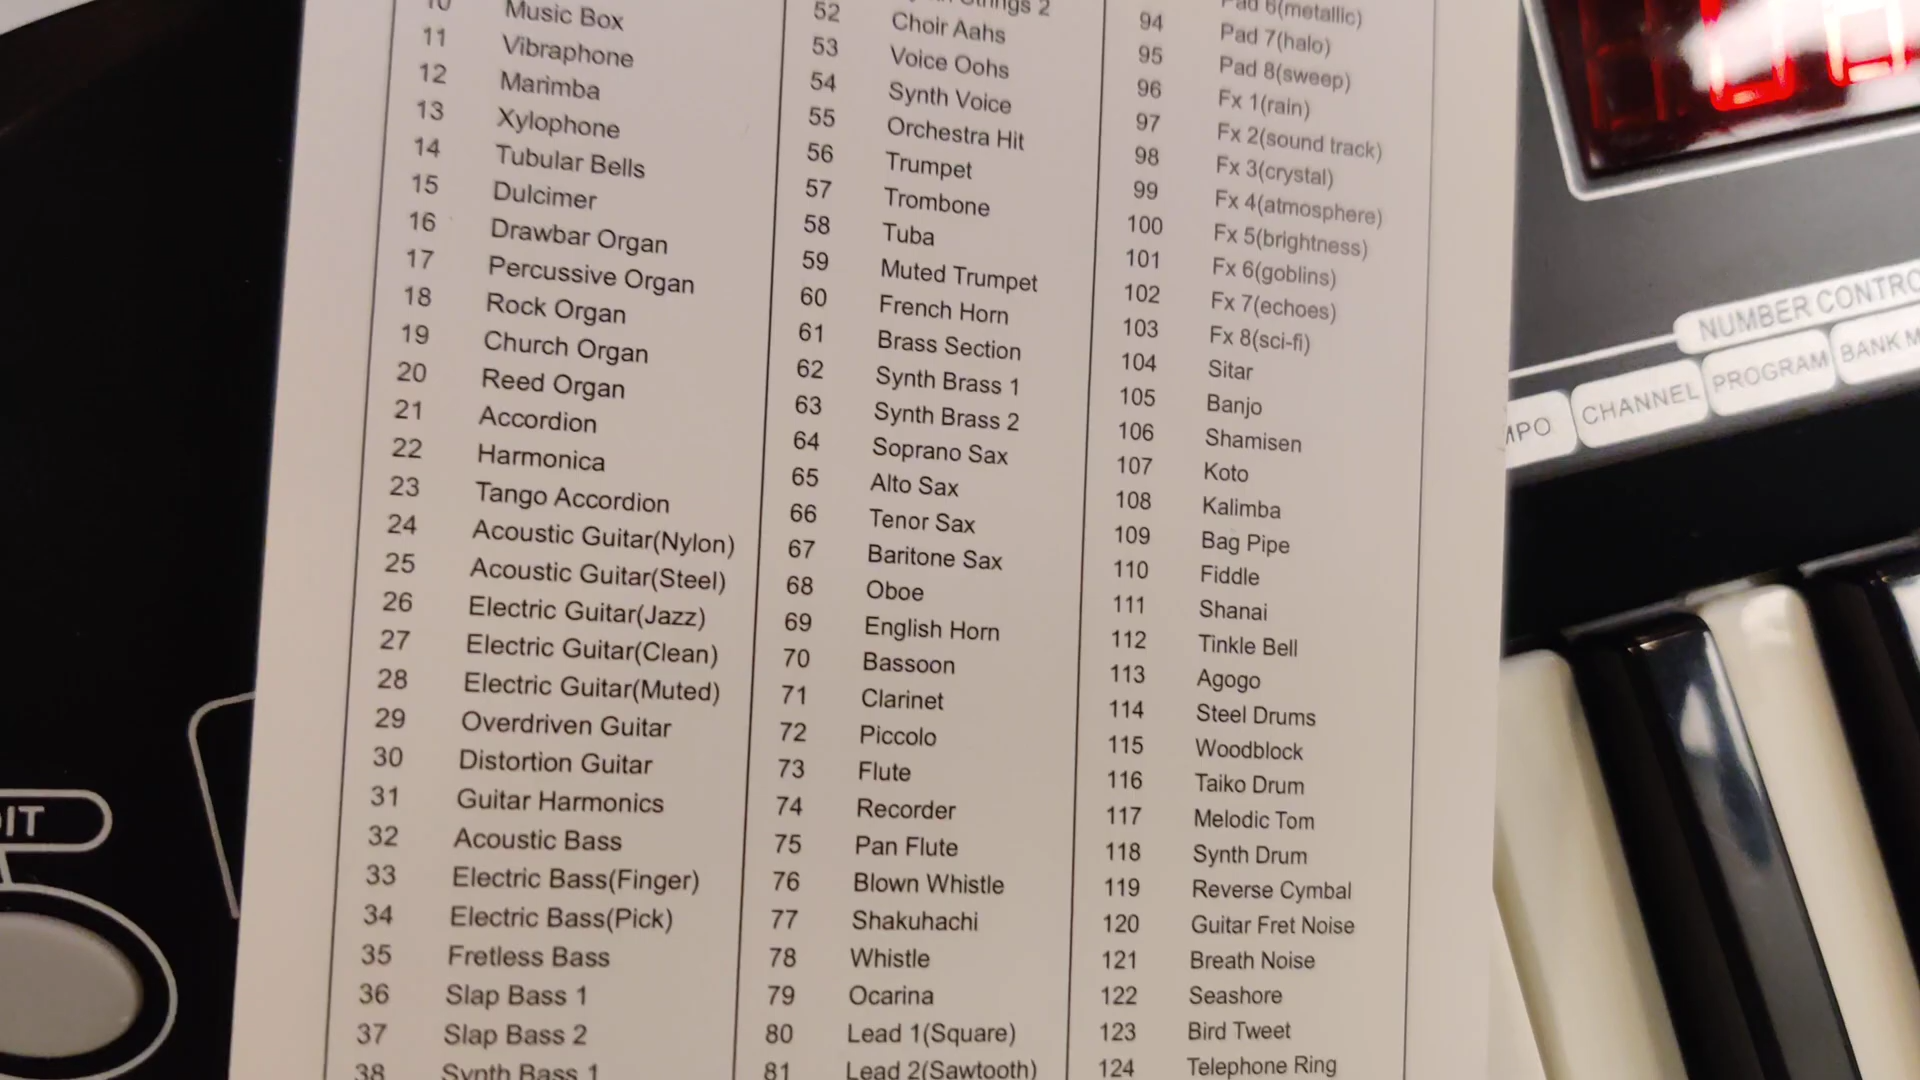 10 Music Box
11 Vibraphone
12 Marimba
13 Xylophone
14 Tubular Bells
15 Dulcimer
16 Drawbar Organ
17 Percussive Organ
18 Rock Organ
19 Church Organ
20 Reed Organ
21 Accordion
22 Harmonica
23 Tango Accordion
24 Acoustic Guitar(Nylon)
25 Acoustic Guitar(Steel)
26 Electric Guitar(Jazz)
27 Electric Guitar(Clean)
28 Electric Guitar(Muted)
29 Overdriven Guitar
30 Distortion Guitar
31 Guitar Harmonics
32 Acoustic Bass
33 Electric Bass(Finger)
34 Electric Bass(Pick)
35 Fretless Bass
36 Slap Bass 1
37 Slap Bass 2
38 Synth Bass 1
Strings 2
52 Choir Aahs
53 Voice Oohs
54 Synth Voice
55 Orchestra Hit
56 Trumpet
57 Trombone
58 Tuba
59 Muted Trumpet
60 French Horn
61 Brass Section
62 Synth Brass 1
63 Synth Brass 2
64 Soprano Sax
65 Alto Sax
66 Tenor Sax
67 Baritone Sax
68 Oboe
69 English Horn
70 Bassoon
71 Clarinet
72 Piccolo
73 Flute
74 Recorder
75 Pan Flute
76 Blown Whistle
77 Shakuhachi
78 Whistle
79 Ocarina
80 Lead 1(Square)
81 Lead 2(Sawtooth)
Pad 6(metallic)
94 Pad 7(halo)
95 Pad 8(sweep)
96 Fx 1(rain)
97 Fx 2(sound track)
98 Fx 3(crystal)
99 Fx 4(atmosphere)
100 Fx 5(brightness)
101 Fx 6(goblins)
102 Fx 7(echoes)
103 Fx 8(sci-fi)
104 Sitar
105 Banjo
106 Shamisen
107 Koto
108 Kalimba
109 Bag Pipe
110 Fiddle
111 Shanai
112 Tinkle Bell
113 Agogo
114 Steel Drums
115 Woodblock
116 Taiko Drum
117 Melodic Tom
118 Synth Drum
119 Reverse Cymbal
120 Guitar Fret Noise
121 Breath Noise
122 Seashore
123 Bird Tweet
124 Telephone Ring
NUMBER CONTRO
MPO CHANNEL PROGRAM BANK M
IT